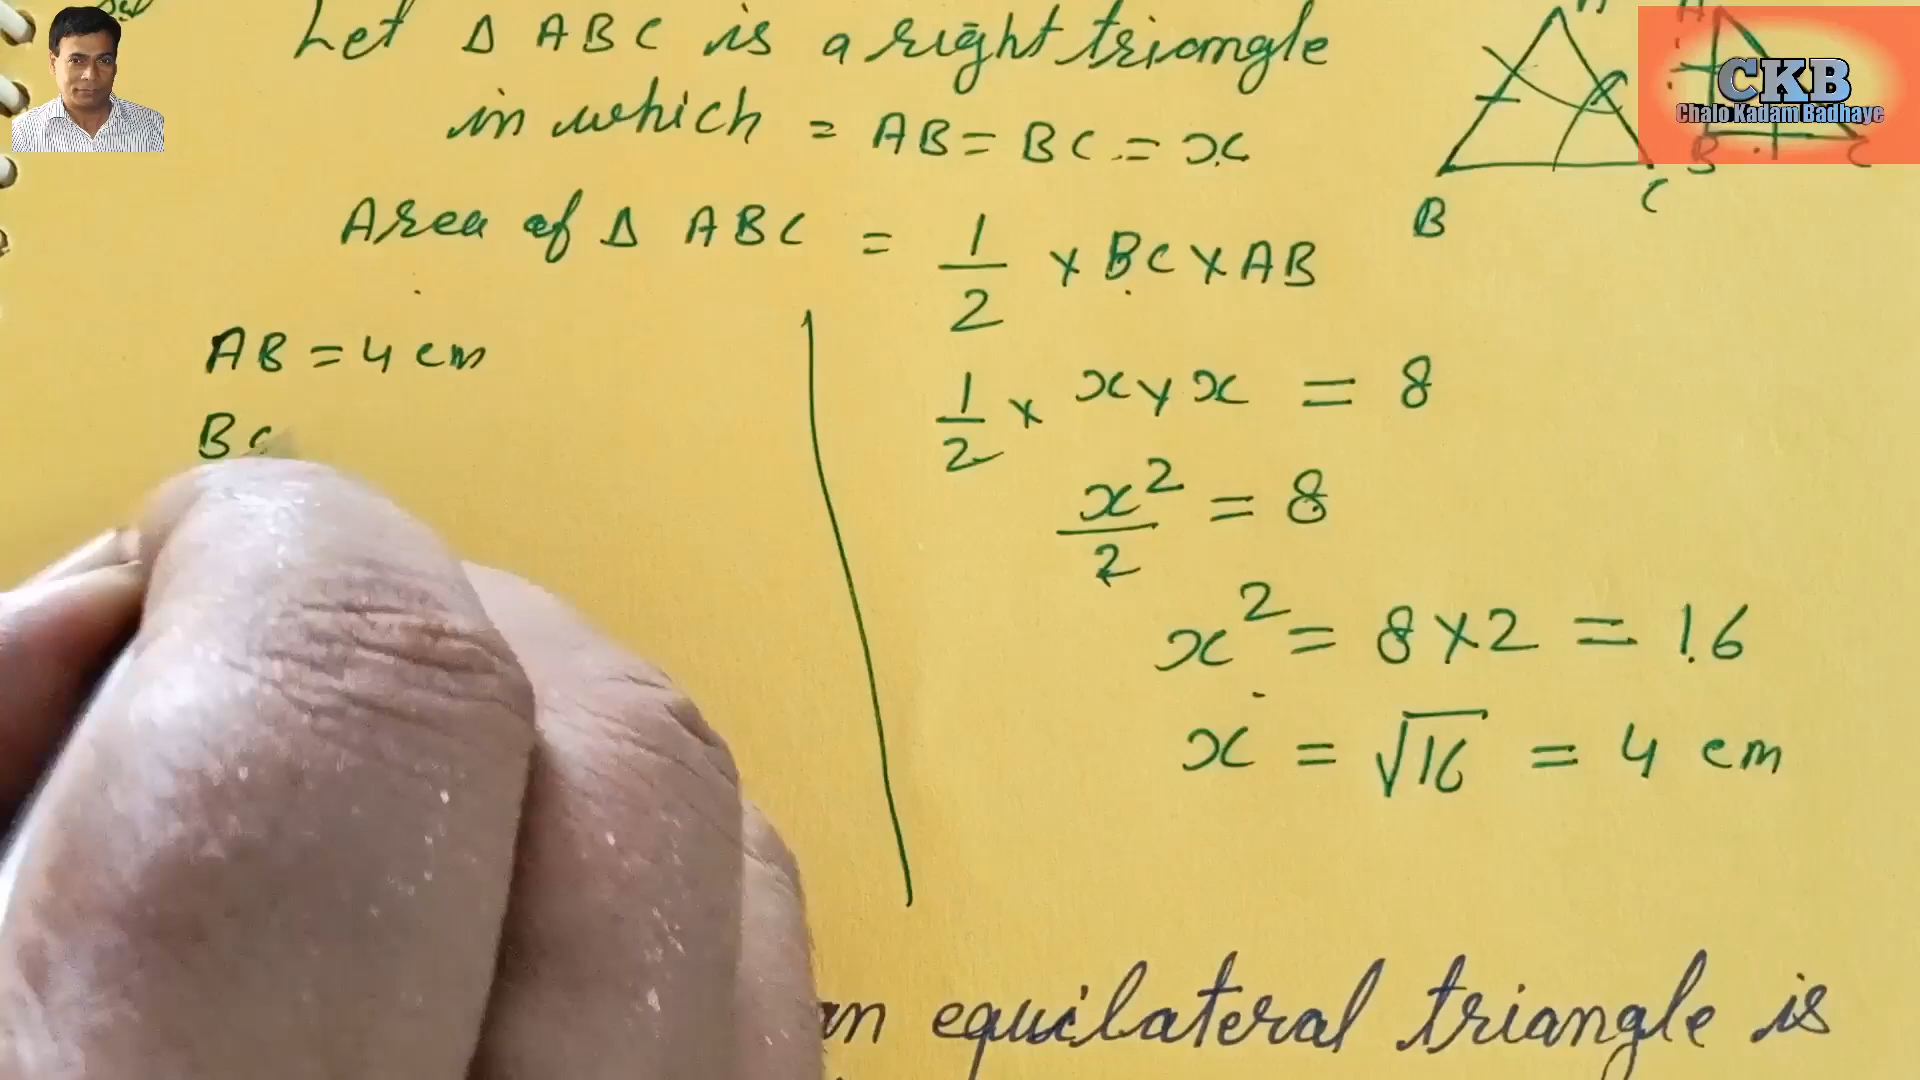 Let Δ ABC is a right triangle
in which = AB = BC = x
Area of Δ ABC = 1/2 × BC × AB
AB = 4 cm
BC
1/2 × x × x = 8
x²/2 = 8
x² = 8 × 2 = 16
x = √16 = 4 cm
an equilateral triangle is
A
B
C
A
B
C
CKB
Chalo Kadam Badhaye